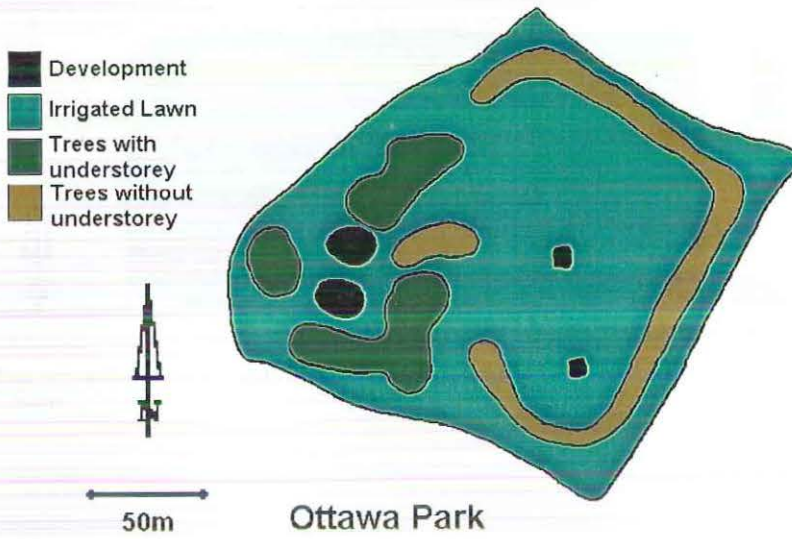 Development
Irrigated Lawn
Trees with
understorey
Trees without
understorey
N
50m
Ottawa Park